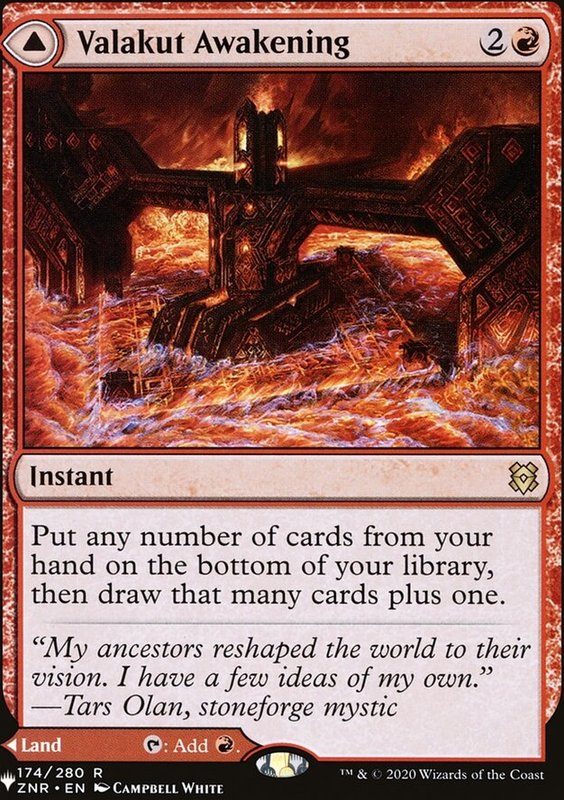 Valakut Awakening 2
Instant
Put any number of cards from your
hand on the bottom of your library,
then draw that many cards plus one.
“My ancestors reshaped the world to their
vision. I have a few ideas of my own.”
—Tars Olan, stoneforge mystic
Land : Add .
174/280 R
ZNR • EN CAMPBELL WHITE
™ & © 2020 Wizards of the Coast